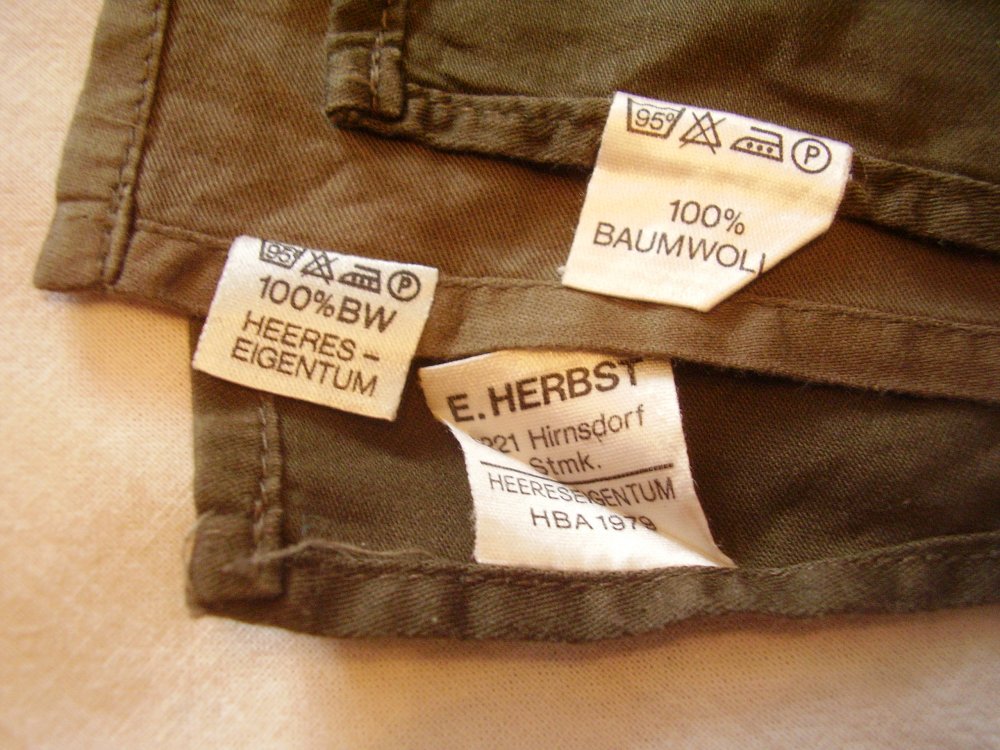 95°
P
100%
BAUMWOLL
95°
P
100%BW
HEERES-
EIGENTUM
E. HERBST
221 Hirnsdorf
Stmk.
HEERESEIGENTUM
HBA 1979